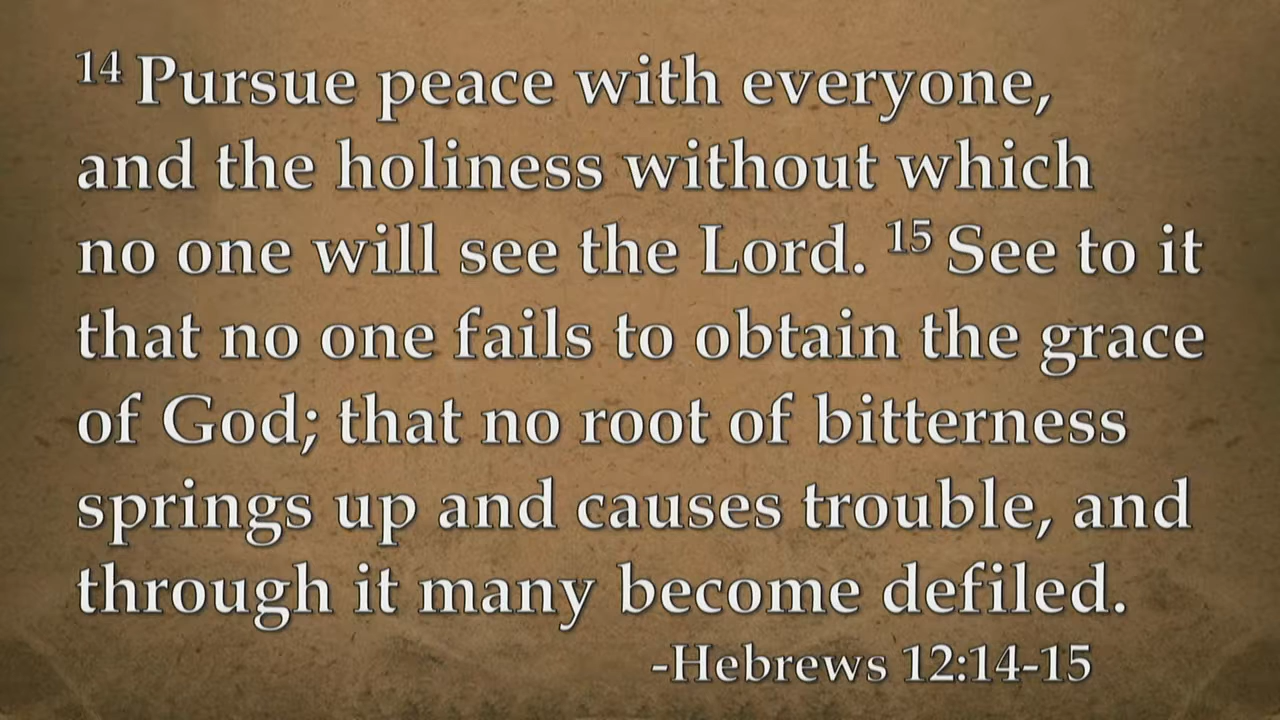 14 Pursue peace with everyone,
and the holiness without which
no one will see the Lord. 15 See to it
that no one fails to obtain the grace
of God; that no root of bitterness
springs up and causes trouble, and
through it many become defiled.
-Hebrews 12:14-15